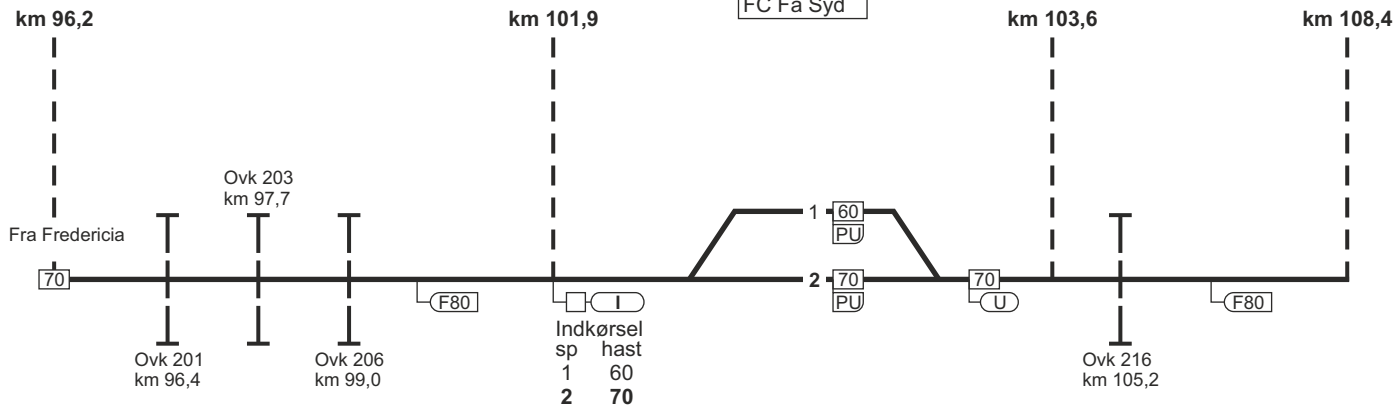 FC Fa Syd
km 96,2
km 101,9
km 103,6
km 108,4
Ovk 203
km 97,7
Fra Fredericia
1 60
PU
70
2 70
PU
70
U
F80
I
F80
Indkørsel
sp hast
1 60
2 70
Ovk 201
km 96,4
Ovk 206
km 99,0
Ovk 216
km 105,2